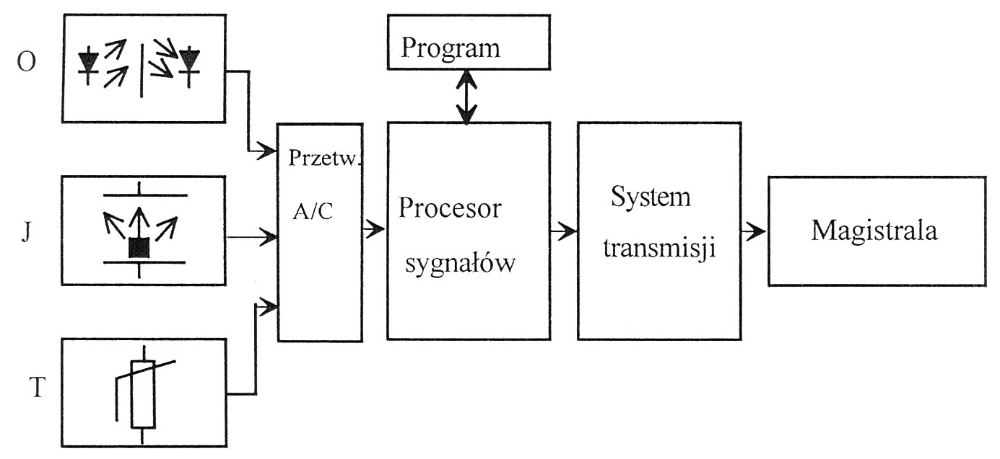 O
Program
Przetw.
A/C
J
Procesor
sygnałów
System
transmisji
Magistrala
T